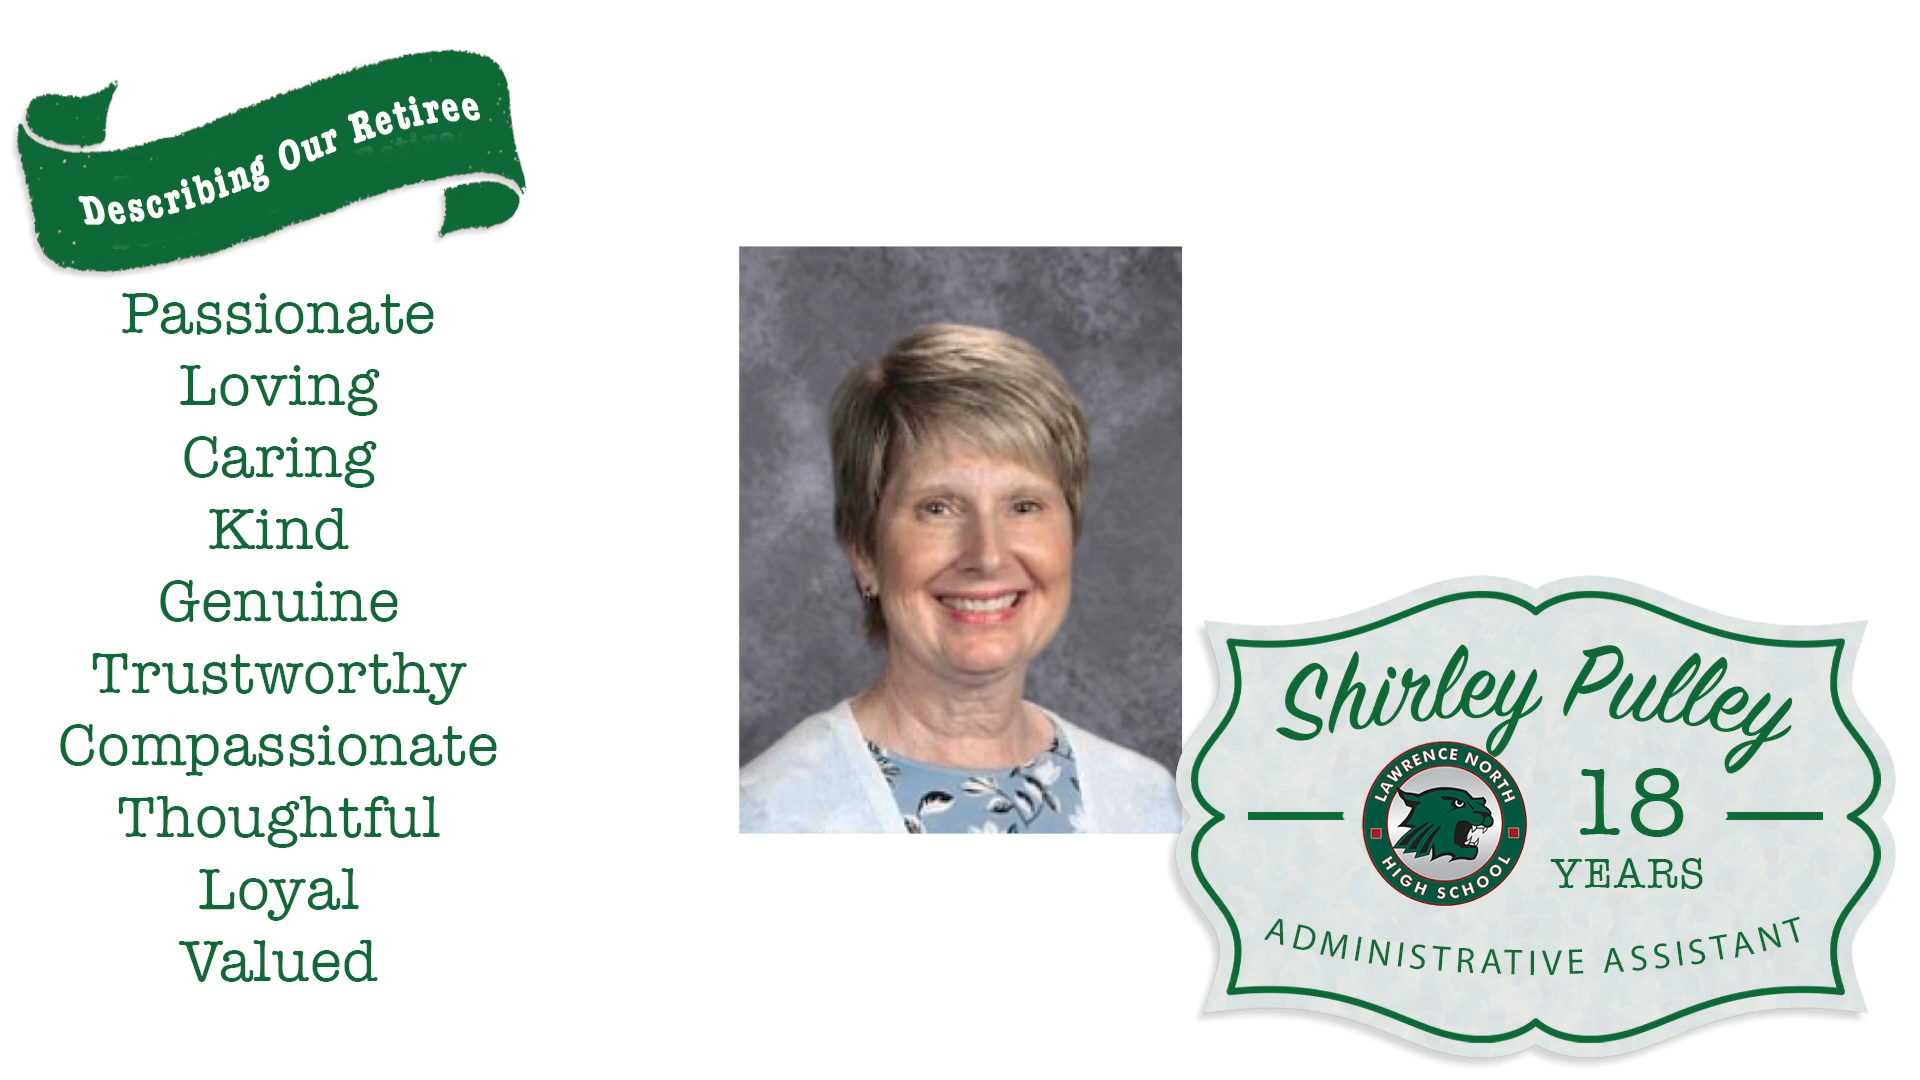 Describing Our Retiree
Passionate
Loving
Caring
Kind
Genuine
Trustworthy
Compassionate
Thoughtful
Loyal
Valued
Shirley Pulley
LAWRENCE NORTH
HIGH SCHOOL
18
YEARS
ADMINISTRATIVE ASSISTANT